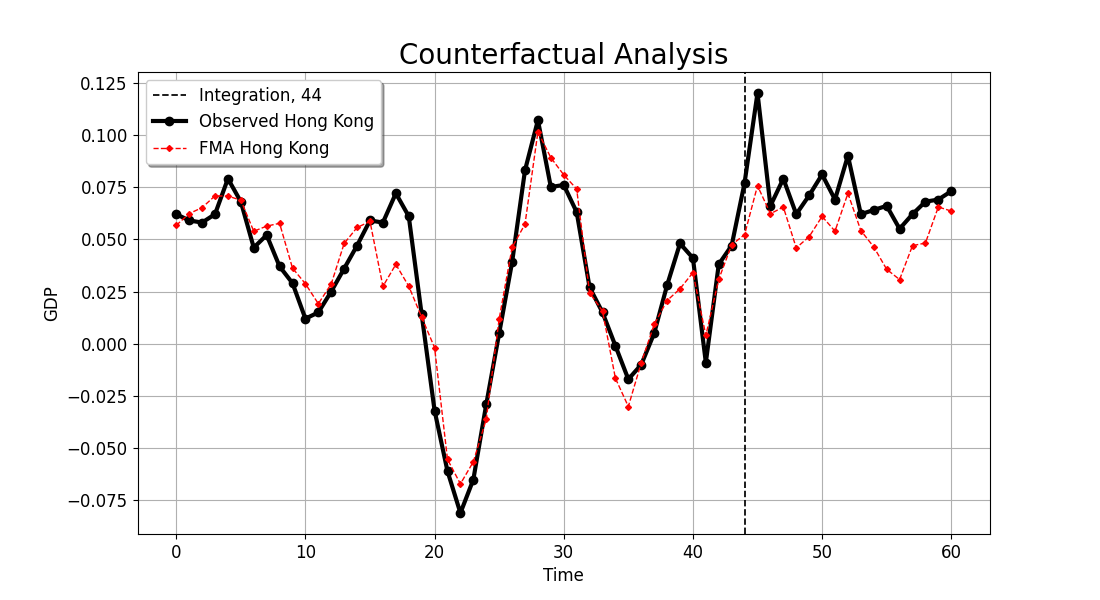 Counterfactual Analysis
Integration, 44
Observed Hong Kong
FMA Hong Kong
GDP
0.125
0.100
0.075
0.050
0.025
0.000
−0.025
−0.050
−0.075
0 10 20 30 40 50 60
Time